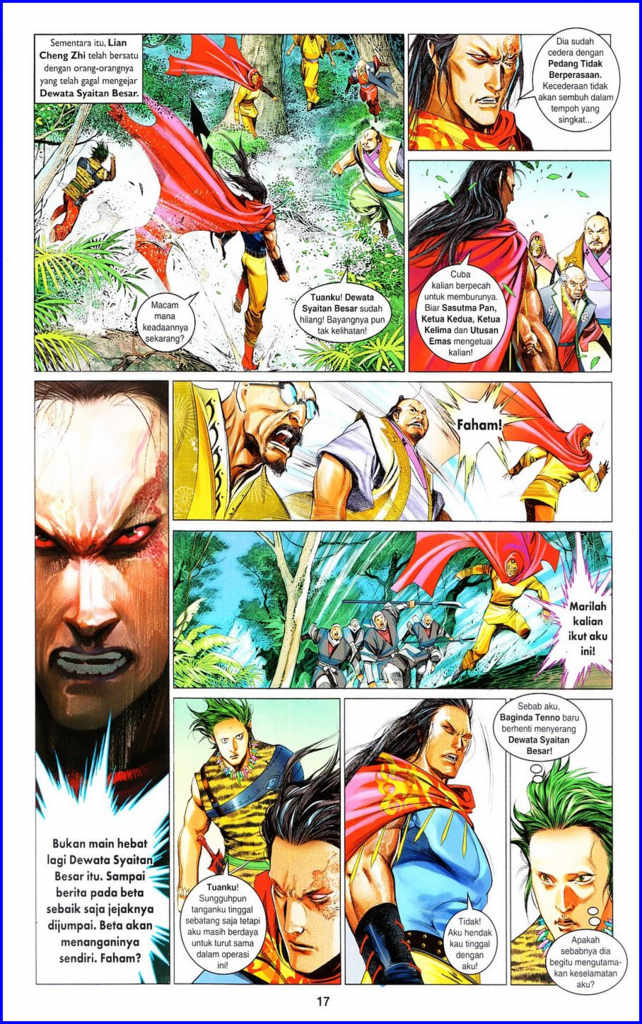 Sementara itu, Lian
Cheng Zhi telah bersatu
dengan orang-orangnya
yang telah gagal mengejar
Dewata Syaitan Besar.
Macam
mana
keadaannya
sekarang?
Tuanku! Dewata
Syaitan Besar sudah
hilang! Bayangnya pun
tak kelihatan!
Dia sudah
cedera dengan
Pedang Tidak
Berperasaan.
Kecederaan tidak
akan sembuh dalam
tempoh yang
singkat...
Cuba
kalian berpecah
untuk memburunya.
Biar Sasutma Pan,
Ketua Kedua, Ketua
Kelima dan Utusan
Emas mengetuai
kalian!
Bukan main hebat
lagi Dewata Syaitan
Besar itu. Sampai
berita pada beta
sebaik saja jejaknya
dijumpai. Beta akan
menanganinya
sendiri. Faham?
Faham!
Marilah
kalian
ikut aku
ini!
Tuanku!
Sungguhpun
tanganku tinggal
sebatang saja tetapi
aku masih berdaya
untuk turut sama
dalam operasi
ini!
Tidak!
Aku hendak
kau tinggal
dengan
aku!
Sebab aku,
Baginda Tenno baru
berhenti menyerang
Dewata Syaitan
Besar!
Apakah
sebabnya dia
begitu mengutama-
kan keselamatan
aku?
17